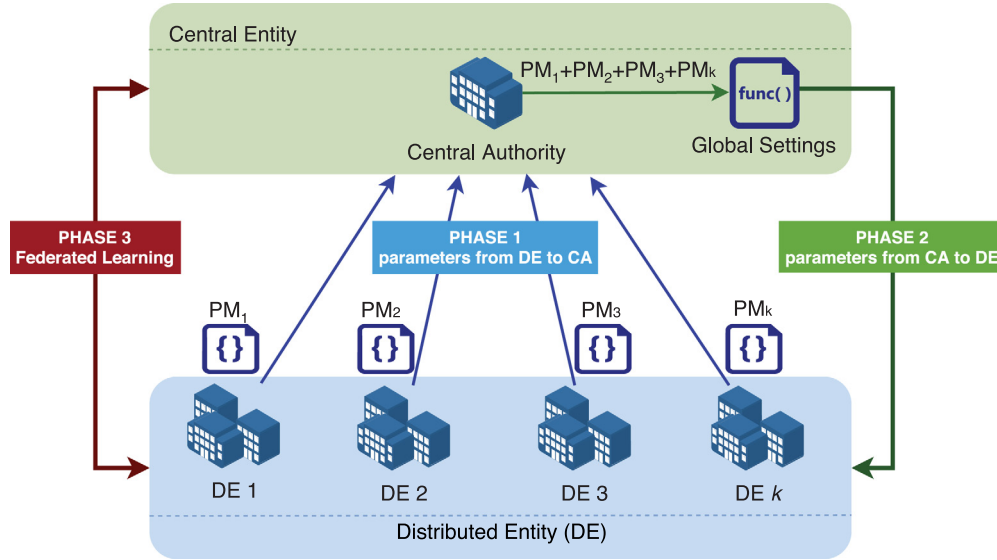 Central Entity
PM₁+PM₂+PM₃+PMₖ
func()
Central Authority
Global Settings
PHASE 3
Federated Learning
PHASE 1
parameters from DE to CA
PHASE 2
parameters from CA to DE
PM₁
PM₂
PM₃
PMₖ
{}
{}
{}
{}
DE 1
DE 2
DE 3
DE k
Distributed Entity (DE)